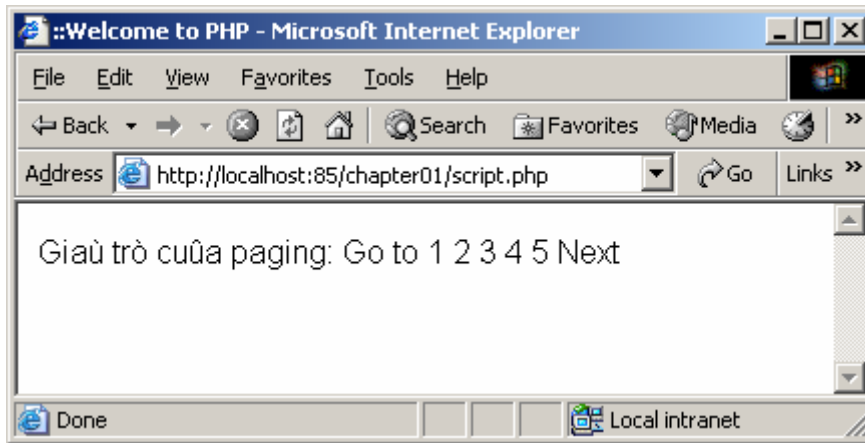 ::Welcome to PHP - Microsoft Internet Explorer
File Edit View Favorites Tools Help
Back Search Favorites Media »
Address http://localhost:85/chapter01/script.php Go Links »
Giaù trò cuûa paging: Go to 1 2 3 4 5 Next
Done Local intranet